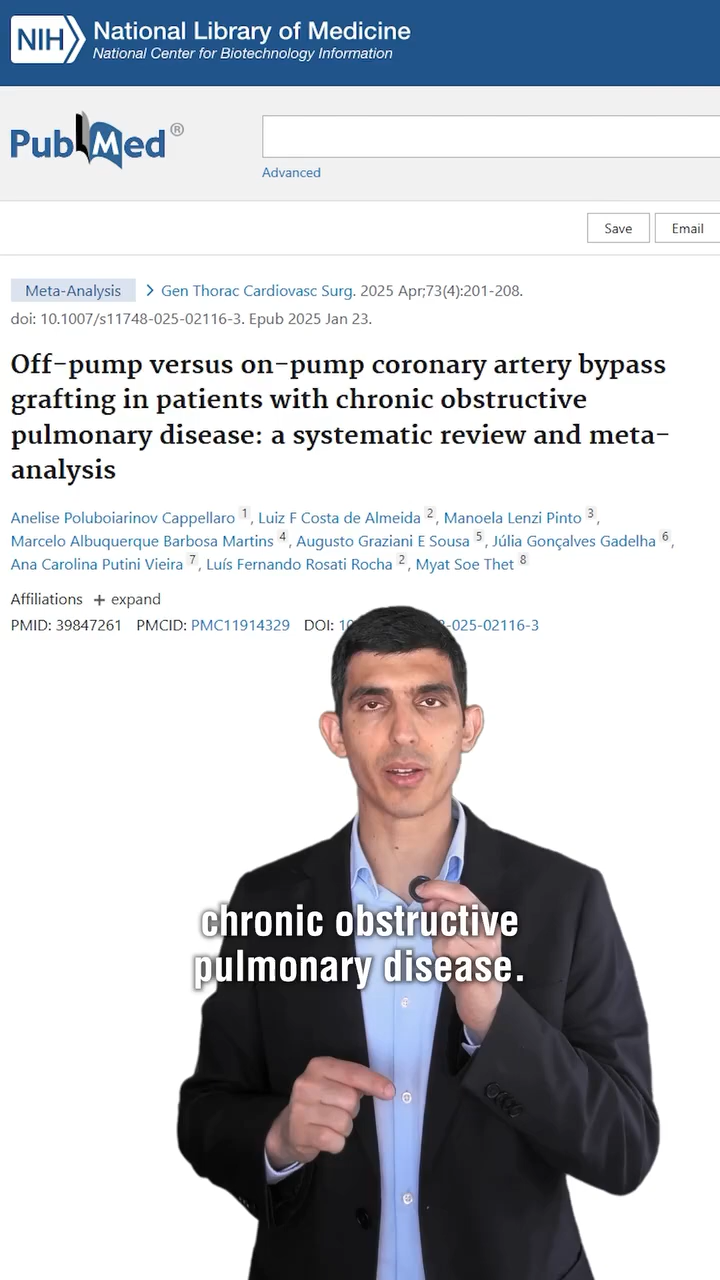 NIH National Library of Medicine
National Center for Biotechnology Information
PubMed®
Advanced
Save Email
Meta-Analysis > Gen Thorac Cardiovasc Surg. 2025 Apr;73(4):201-208.
doi: 10.1007/s11748-025-02116-3. Epub 2025 Jan 23.
Off-pump versus on-pump coronary artery bypass
grafting in patients with chronic obstructive
pulmonary disease: a systematic review and meta-
analysis
Anelise Poluboiarinov Cappellaro 1, Luiz F Costa de Almeida 2, Manoela Lenzi Pinto 3,
Marcelo Albuquerque Barbosa Martins 4, Augusto Graziani E Sousa 5, Júlia Gonçalves Gadelha 6,
Ana Carolina Putini Vieira 7, Luís Fernando Rosati Rocha 2, Myat Soe Thet 8
Affiliations + expand
PMID: 39847261 PMCID: PMC11914329 DOI: 10 -025-02116-3
chronic obstructive
pulmonary disease.